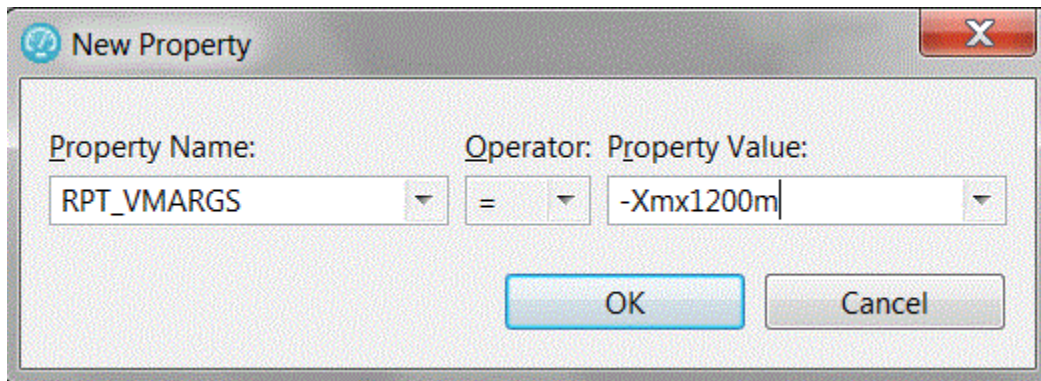 New Property
Property Name: Operator: Property Value:
RPT_VMARGS = -Xmx1200m
OK Cancel